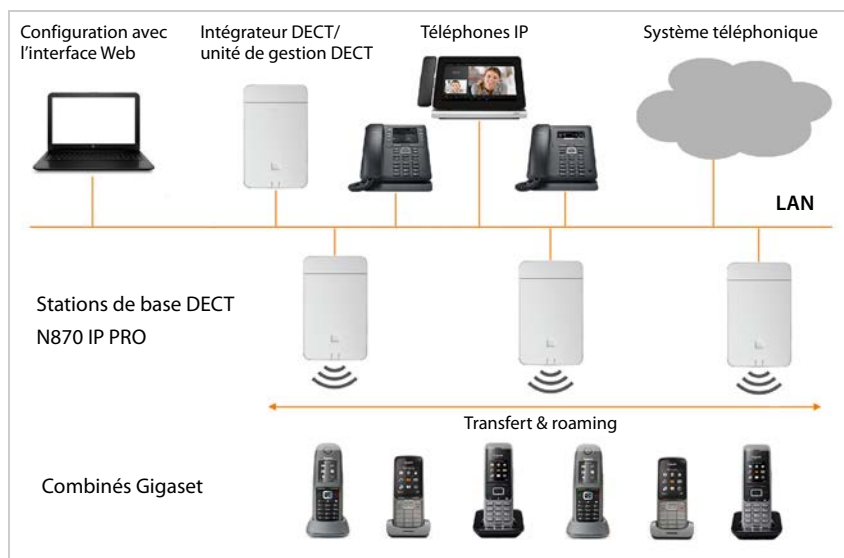 Configuration avec
l'interface Web
Intégrateur DECT/
unité de gestion DECT
Téléphones IP
Système téléphonique
LAN
Stations de base DECT
N870 IP PRO
Transfert & roaming
Combinés Gigaset